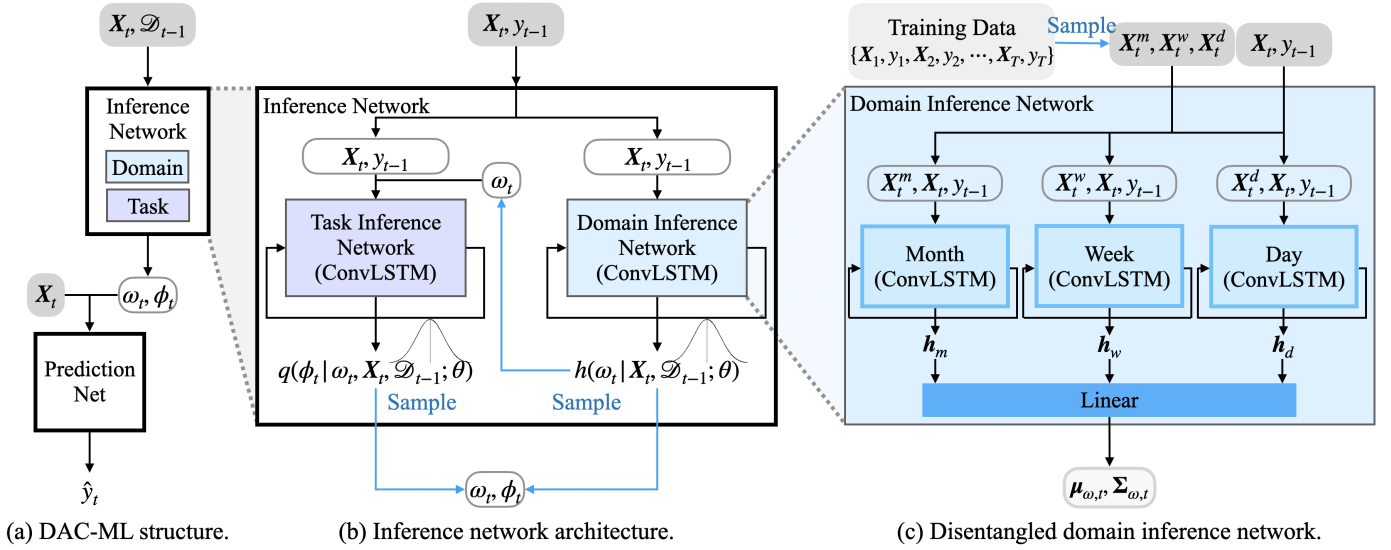 X_t, 𝒟_{t−1}
Inference
Network
Domain
Task
X_t
ω_t, ϕ_t
Prediction
Net
ŷ_t
(a) DAC-ML structure.
X_t, y_{t−1}
Inference Network
X_t, y_{t−1}
X_t, y_{t−1}
ω_t
Task Inference
Network
(ConvLSTM)
Domain Inference
Network
(ConvLSTM)
q(ϕ_t | ω_t, X_t, 𝒟_{t−1}; θ)
h(ω_t | X_t, 𝒟_{t−1}; θ)
Sample
Sample
ω_t, ϕ_t
(b) Inference network architecture.
Training Data
{X_1, y_1, X_2, y_2, ⋯, X_T, y_T}
Sample
X_t^m, X_t^w, X_t^d
X_t, y_{t−1}
Domain Inference Network
X_t^m, X_t, y_{t−1}
X_t^w, X_t, y_{t−1}
X_t^d, X_t, y_{t−1}
Month
(ConvLSTM)
Week
(ConvLSTM)
Day
(ConvLSTM)
h_m
h_w
h_d
Linear
μ_{ω,t}, Σ_{ω,t}
(c) Disentangled domain inference network.